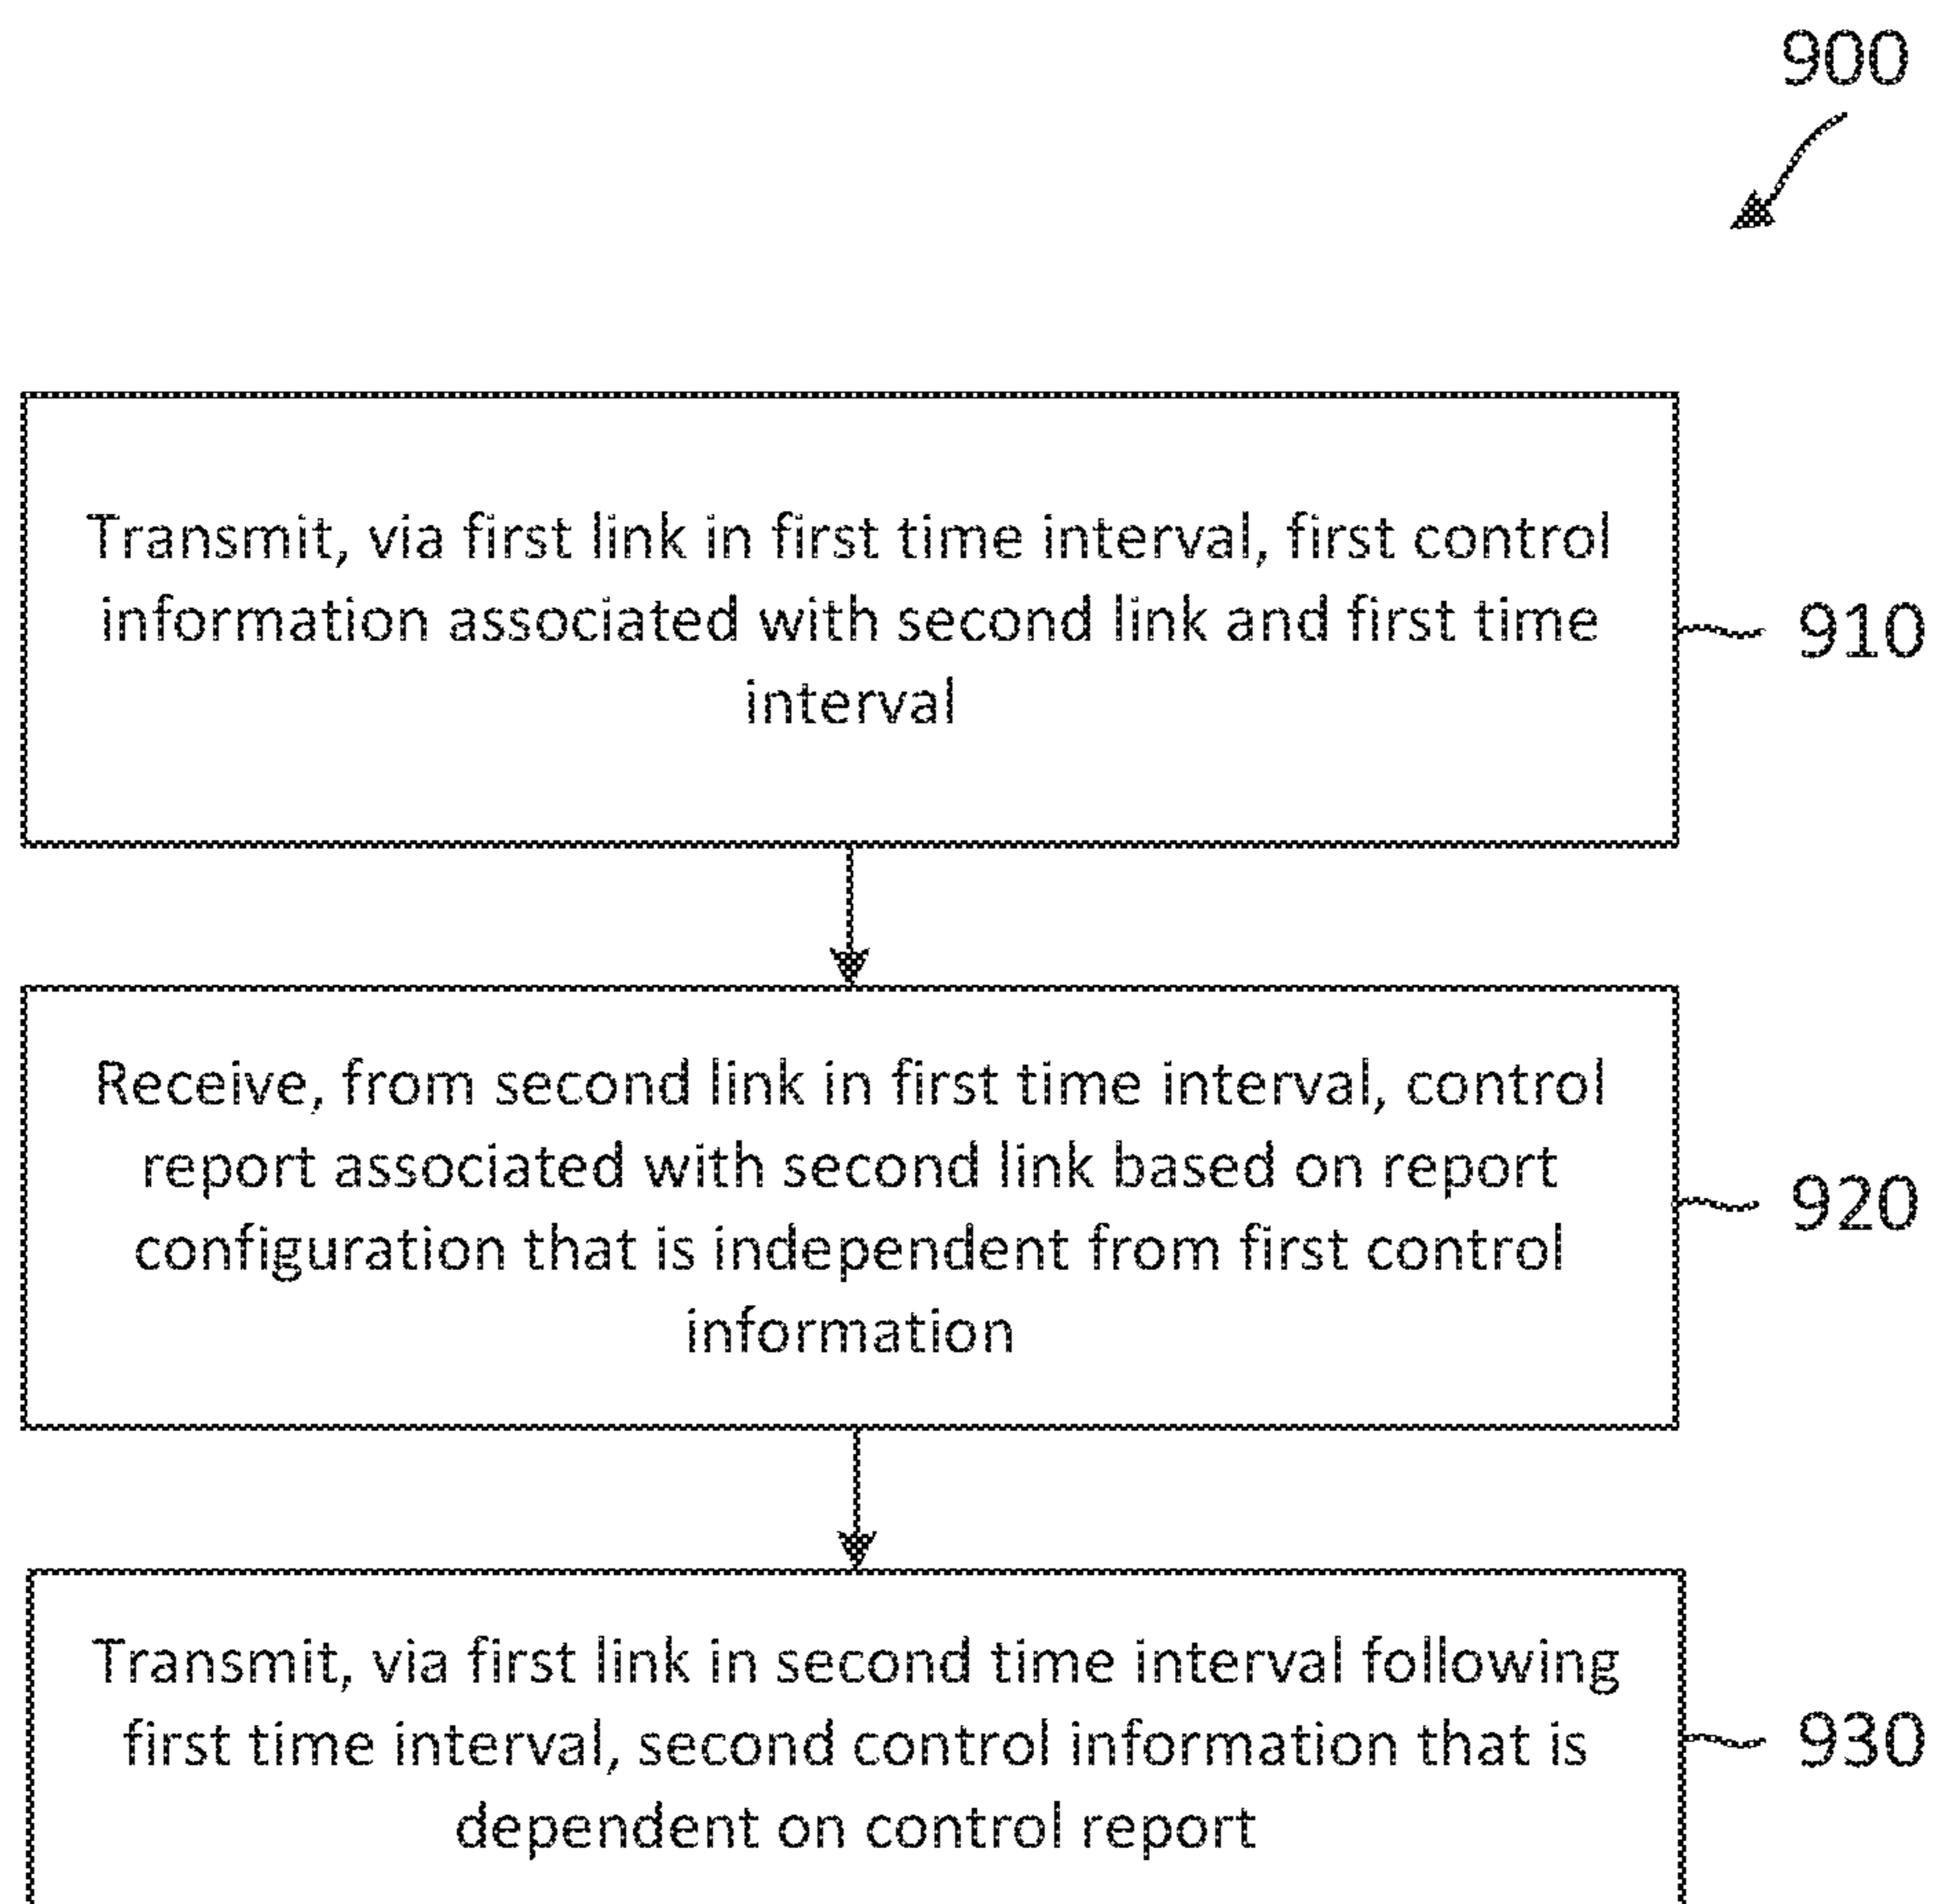 900
Transmit, via first link in first time interval, first control
information associated with second link and first time
interval
910
Receive, from second link in first time interval, control
report associated with second link based on report
configuration that is independent from first control
information
920
Transmit, via first link in second time interval following
first time interval, second control information that is
dependent on control report
930